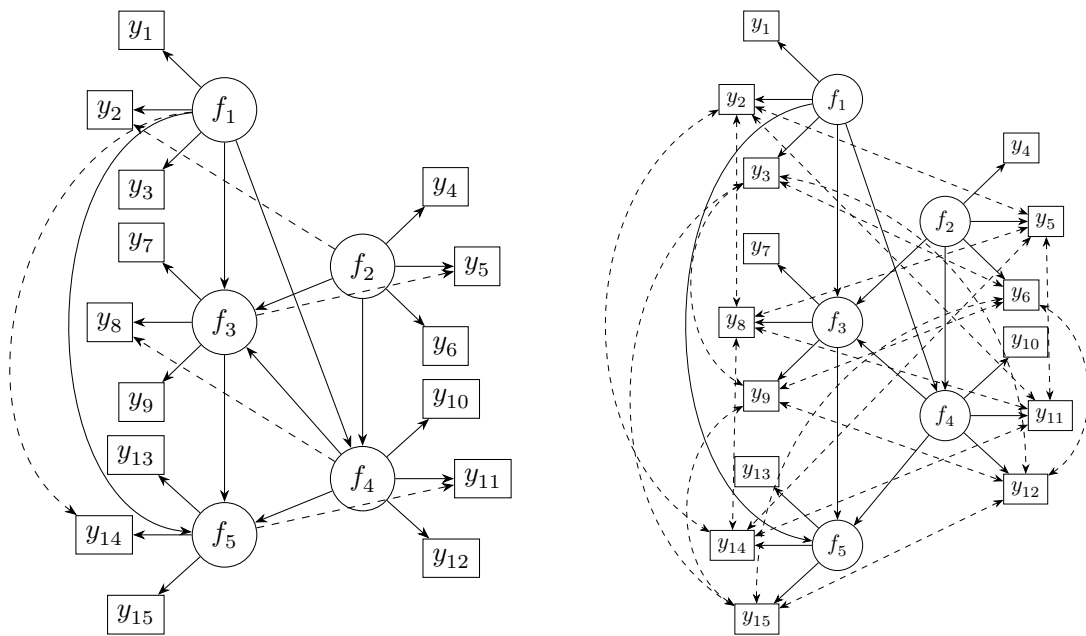 y₁
y₂
f₁
y₃
y₄
y₇
f₂
y₅
y₈
f₃
y₆
y₉
y₁₀
y₁₃
f₄
y₁₁
y₁₄
f₅
y₁₂
y₁₅
y₁
y₂
f₁
y₄
y₃
f₂
y₅
y₇
y₆
y₈
f₃
y₁₀
y₉
f₄
y₁₁
y₁₃
y₁₂
y₁₄
f₅
y₁₅